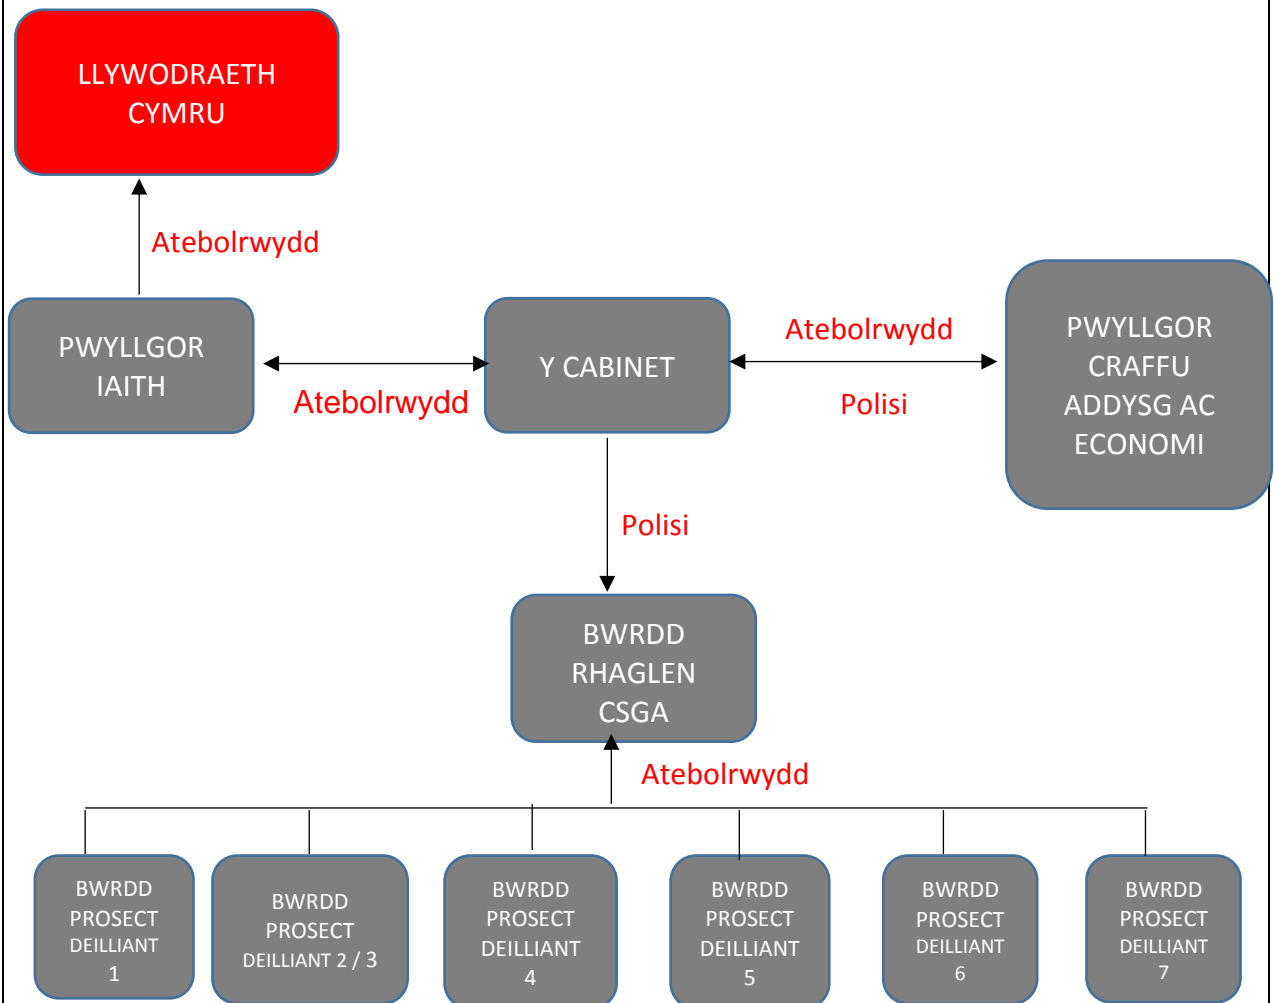 LLYWODRAETH
CYMRU
Atebolrwydd
PWYLLGOR
IAITH
Atebolrwydd
Y CABINET
Atebolrwydd
Polisi
PWYLLGOR
CRAFFU
ADDYSG AC
ECONOMI
Polisi
BWRDD
RHAGLEN
CSGA
Atebolrwydd
BWRDD
PROSECT
DEILLIANT
1
BWRDD
PROSECT
DEILLIANT 2 / 3
BWRDD
PROSECT
DEILLIANT
4
BWRDD
PROSECT
DEILLIANT
5
BWRDD
PROSECT
DEILLIANT
6
BWRDD
PROSECT
DEILLIANT
7